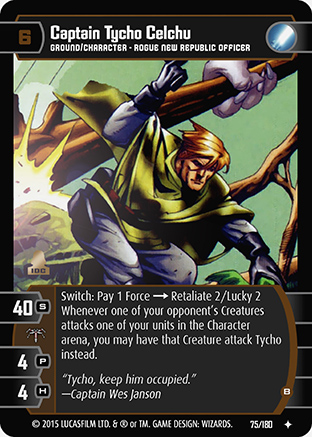 6
Captain Tycho Celchu
GROUND/CHARACTER - ROGUE NEW REPUBLIC OFFICER
40 S
4 P
4 H
Switch: Pay 1 Force → Retaliate 2/Lucky 2
Whenever one of your opponent's Creatures
attacks one of your units in the Character
arena, you may have that Creature attack Tycho
instead.
"Tycho, keep him occupied."
—Captain Wes Janson
B
© 2015 LUCASFILM LTD. & ® or TM. GAME DESIGN: WIZARDS.
75/180